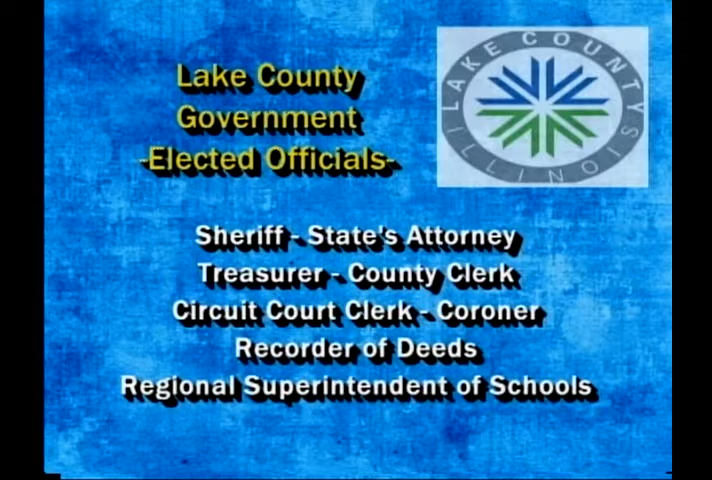 Lake County
Government
-Elected Officials-
LAKE COUNTY
ILLINOIS
Sheriff - State's Attorney
Treasurer - County Clerk
Circuit Court Clerk - Coroner
Recorder of Deeds
Regional Superintendent of Schools